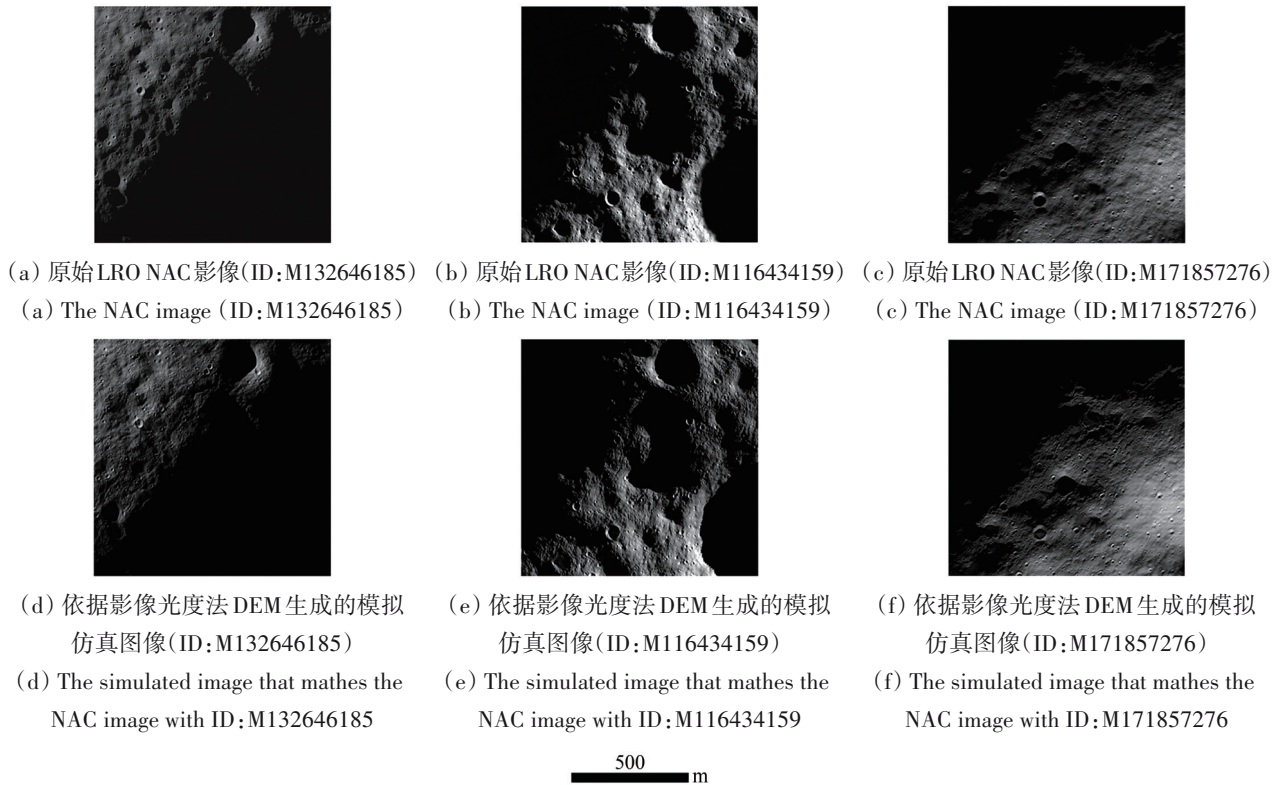 (a) 原始LRO NAC影像(ID:M132646185)
(b) 原始LRO NAC影像(ID:M116434159)
(c) 原始LRO NAC影像(ID:M171857276)
(a) The NAC image (ID:M132646185)
(b) The NAC image (ID:M116434159)
(c) The NAC image (ID:M171857276)
(d) 依据影像光度法DEM生成的模拟
仿真图像(ID:M132646185)
(e) 依据影像光度法DEM生成的模拟
仿真图像(ID:M116434159)
(f) 依据影像光度法DEM生成的模拟
仿真图像(ID:M171857276)
(d) The simulated image that mathes the
NAC image with ID:M132646185
(e) The simulated image that mathes the
NAC image with ID:M116434159
(f) The simulated image that mathes the
NAC image with ID:M171857276
500
m